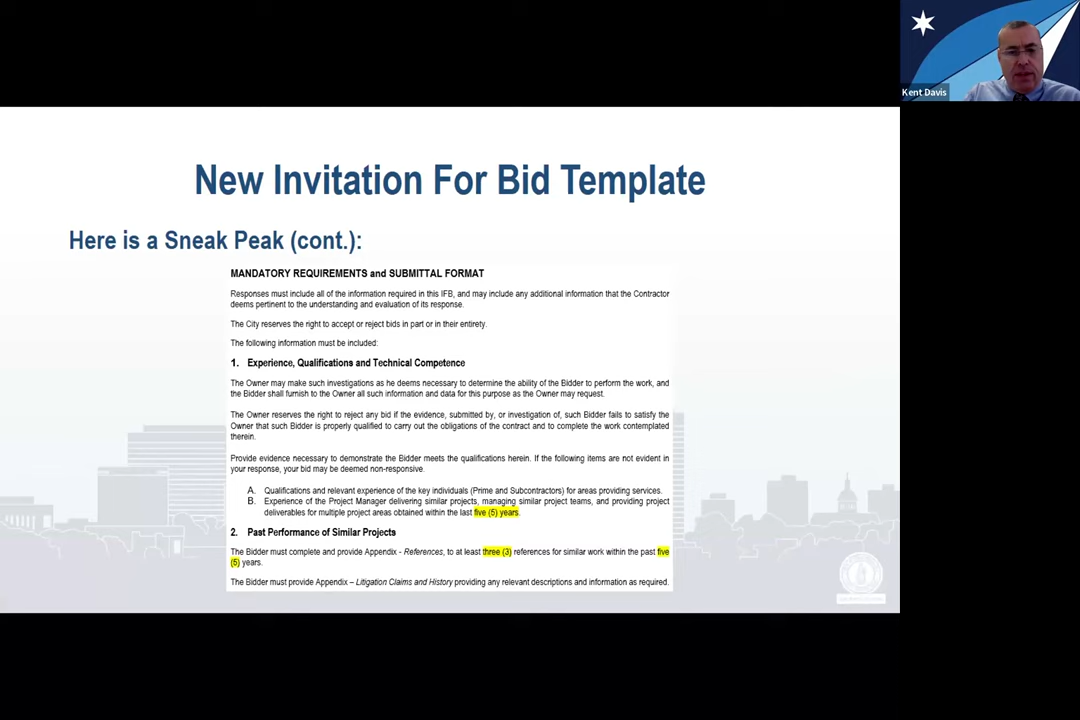 Kent Davis
New Invitation For Bid Template
Here is a Sneak Peak (cont.):
MANDATORY REQUIREMENTS and SUBMITTAL FORMAT
Responses must include all of the information required in this IFB, and may include any additional information that the Contractor
deems pertinent to the understanding and evaluation of its response.
The City reserves the right to accept or reject bids in part or in their entirety.
The following information must be included:
1. Experience, Qualifications and Technical Competence
The Owner may make such investigations as he deems necessary to determine the ability of the Bidder to perform the work, and
the Bidder shall furnish to the Owner all such information and data for this purpose as the Owner may request.
The Owner reserves the right to reject any bid if the evidence, submitted by, or investigation of, such Bidder fails to satisfy the
Owner that such Bidder is properly qualified to carry out the obligations of the contract and to complete the work contemplated
therein.
Provide evidence necessary to demonstrate the Bidder meets the qualifications herein. If the following items are not evident in
your response, your bid may be deemed non-responsive.
A. Qualifications and relevant experience of the key individuals (Prime and Subcontractors) for areas providing services.
B. Experience of the Project Manager delivering similar projects, managing similar project teams, and providing project
deliverables for multiple project areas obtained within the last five (5) years.
2. Past Performance of Similar Projects
The Bidder must complete and provide Appendix - References, to at least three (3) references for similar work within the past five
(5) years.
The Bidder must provide Appendix – Litigation Claims and History providing any relevant descriptions and information as required.